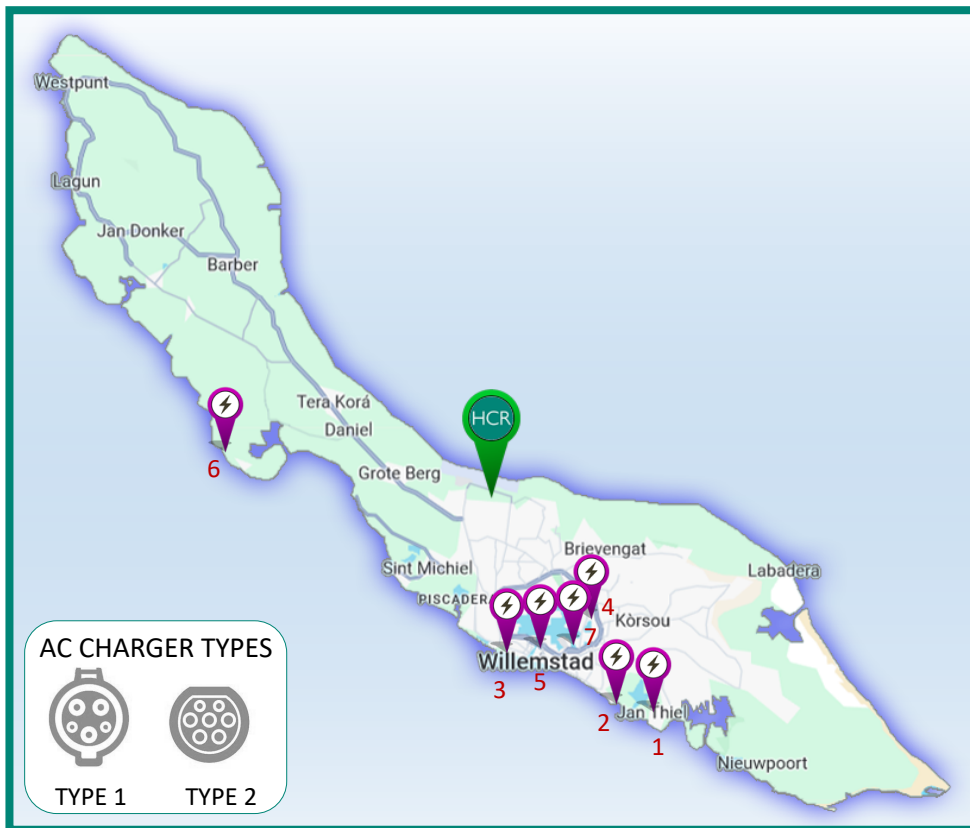 Westpunt
Lagun
Jan Donker
Barber
Tera Korá
Daniel
HCR
Grote Berg
6
Brievengat
Sint Michiel
Labadera
PISCADER
4
Kòrsou
7
Willemstad
3
5
2
Jan Thiel
1
Nieuwpoort
AC CHARGER TYPES
TYPE 1
TYPE 2